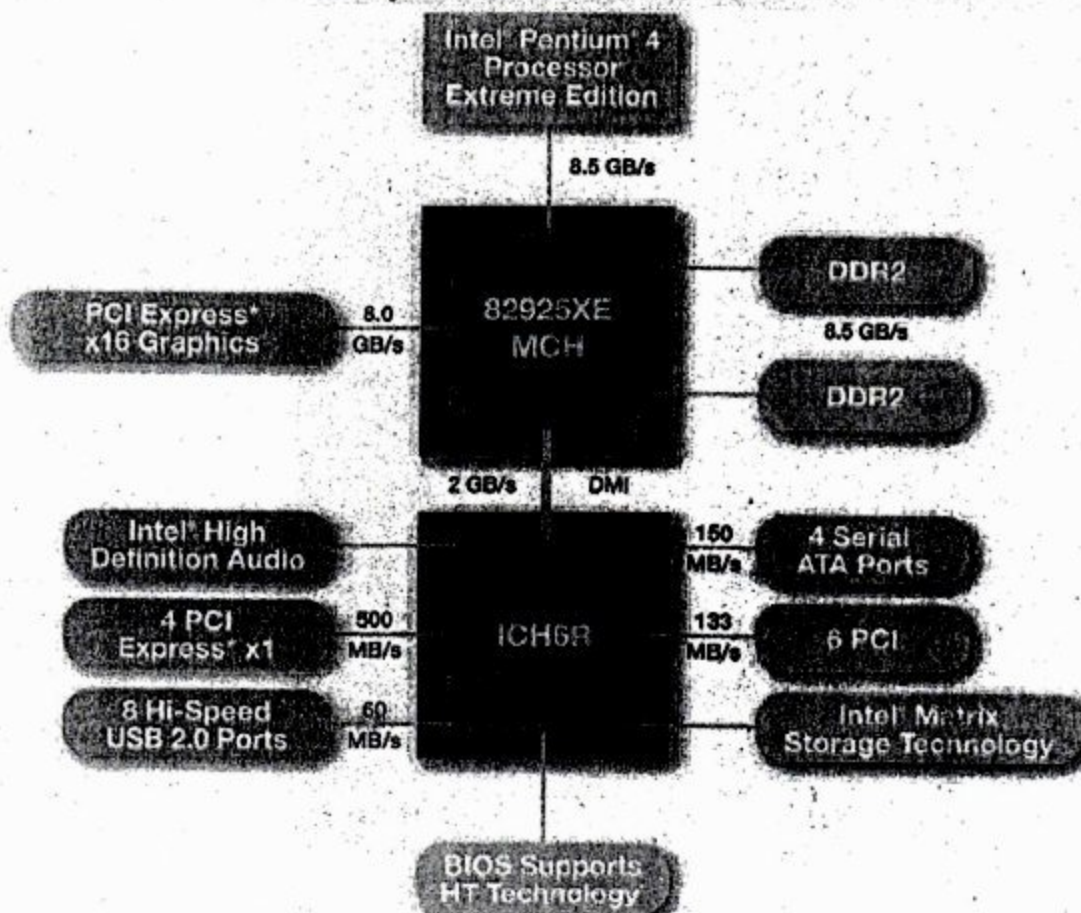 Intel® Pentium® 4
Processor
Extreme Edition
8.5 GB/s
82925XE
MCH
DDR2
8.5 GB/s
DDR2
PCI Express*
x16 Graphics
8.0
GB/s
2 GB/s
DMI
Intel® High
Definition Audio
4 PCI
Express* x1
500
MB/s
8 Hi-Speed
USB 2.0 Ports
60
MB/s
ICH6R
150
MB/s
4 Serial
ATA Ports
133
MB/s
6 PCI
Intel® Matrix
Storage Technology
BIOS Supports
HT Technology